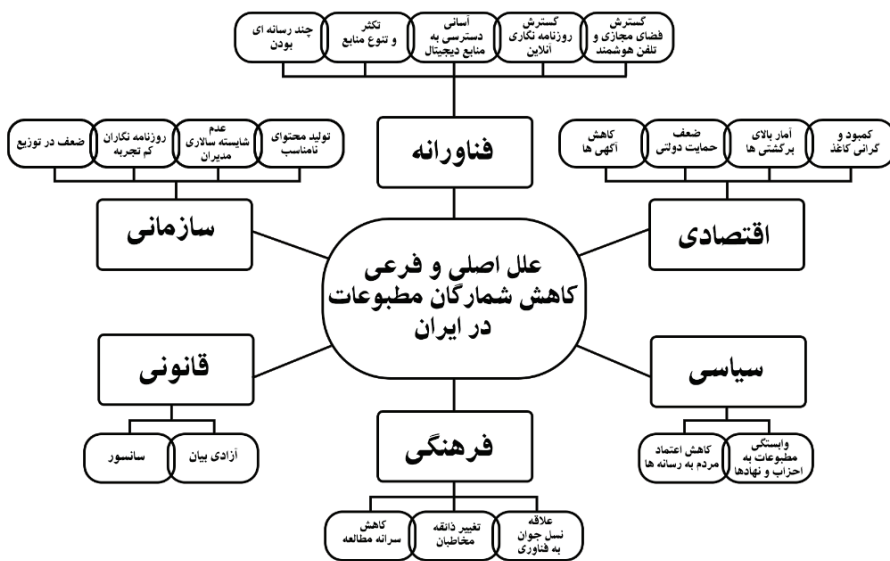 گسترش
فضای مجازی و
تلفن هوشمند
گسترش
روزنامه نگاری
آنلاین
آسانی
دسترسی به
منابع دیجیتال
تکثر
و تنوع منابع
چند رسانه ای
بودن
فناورانه
کمبود و
گرانی کاغذ
آمار بالای
برگشتی ها
ضعف
حمایت دولتی
کاهش
آگهی ها
اقتصادی
تولید محتوای
نامناسب
عدم
شایسته سالاری
مدیران
روزنامه نگاران
کم تجربه
ضعف در توزیع
سازمانی
علل اصلی و فرعی
کاهش شمارگان مطبوعات
در ایران
سیاسی
وابستگی
مطبوعات به
احزاب و نهادها
کاهش اعتماد
مردم به رسانه ها
قانونی
آزادی بیان
سانسور
فرهنگی
علاقه
نسل جوان
به فناوری
تغییر ذائقه
مخاطبان
کاهش
سرانه مطالعه